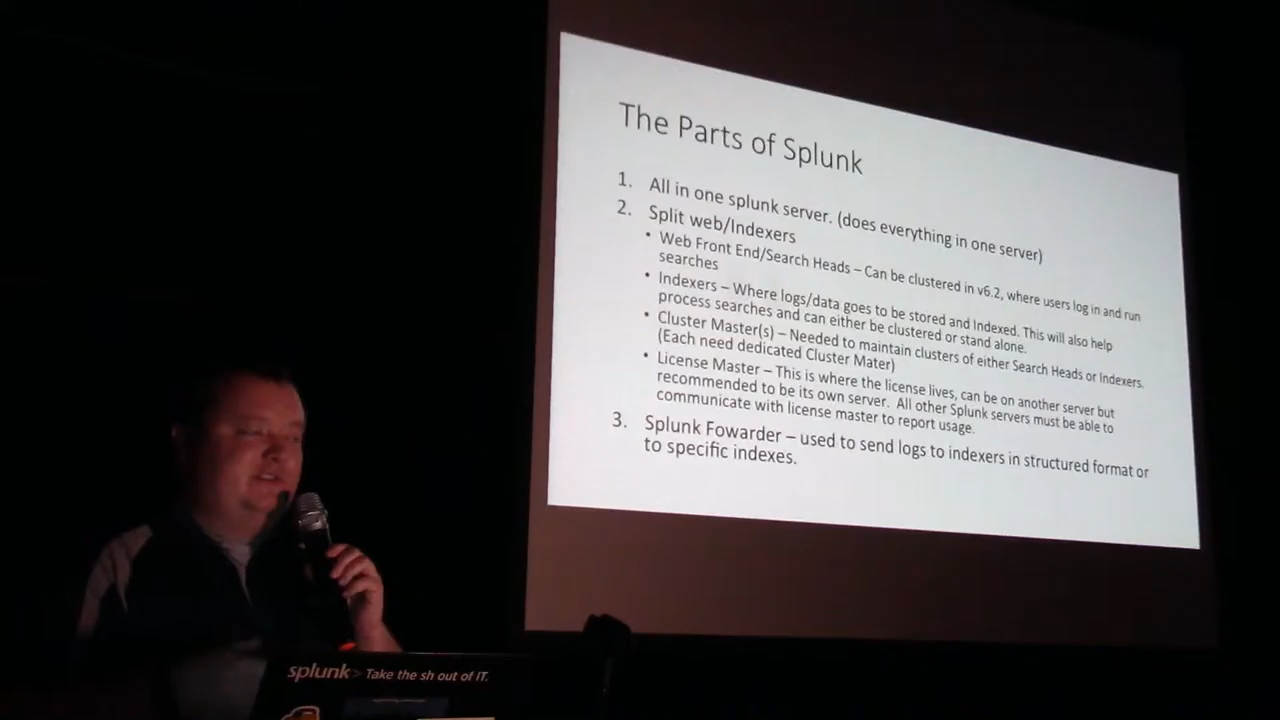 The Parts of Splunk
1. All in one splunk server. (does everything in one server)
2. Split web/Indexers
• Web Front End/Search Heads – Can be clustered in v6.2, where users log in and run
searches
• Indexers – Where logs/data goes to be stored and Indexed. This will also help
process searches and can either be clustered or stand alone.
• Cluster Master(s) – Needed to maintain clusters of either Search Heads or Indexers.
(Each need dedicated Cluster Mater)
• License Master – This is where the license lives, can be on another server but
recommended to be its own server. All other Splunk servers must be able to
communicate with license master to report usage.
3. Splunk Fowarder – used to send logs to indexers in structured format or
to specific indexes.
splunk> Take the sh out of IT.